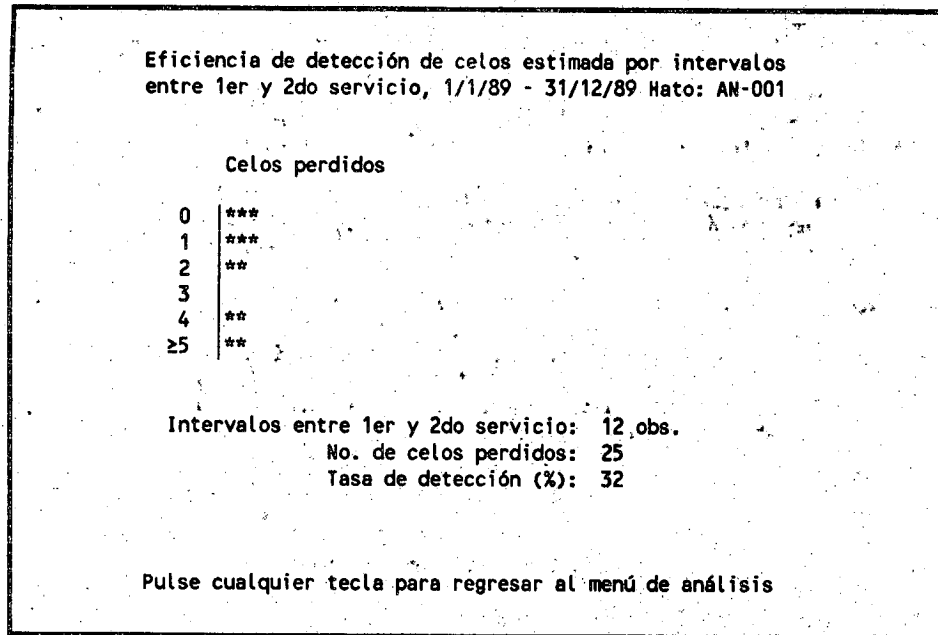 Eficiencia de detección de celos estimada por intervalos
entre 1er y 2do servicio, 1/1/89 - 31/12/89 Hato: AN-001
Celos perdidos
0 ***
1 ***
2 **
3
4 **
≥5 **
Intervalos entre 1er y 2do servicio: 12 obs.
No. de celos perdidos: 25
Tasa de detección (%): 32
Pulse cualquier tecla para regresar al menú de análisis